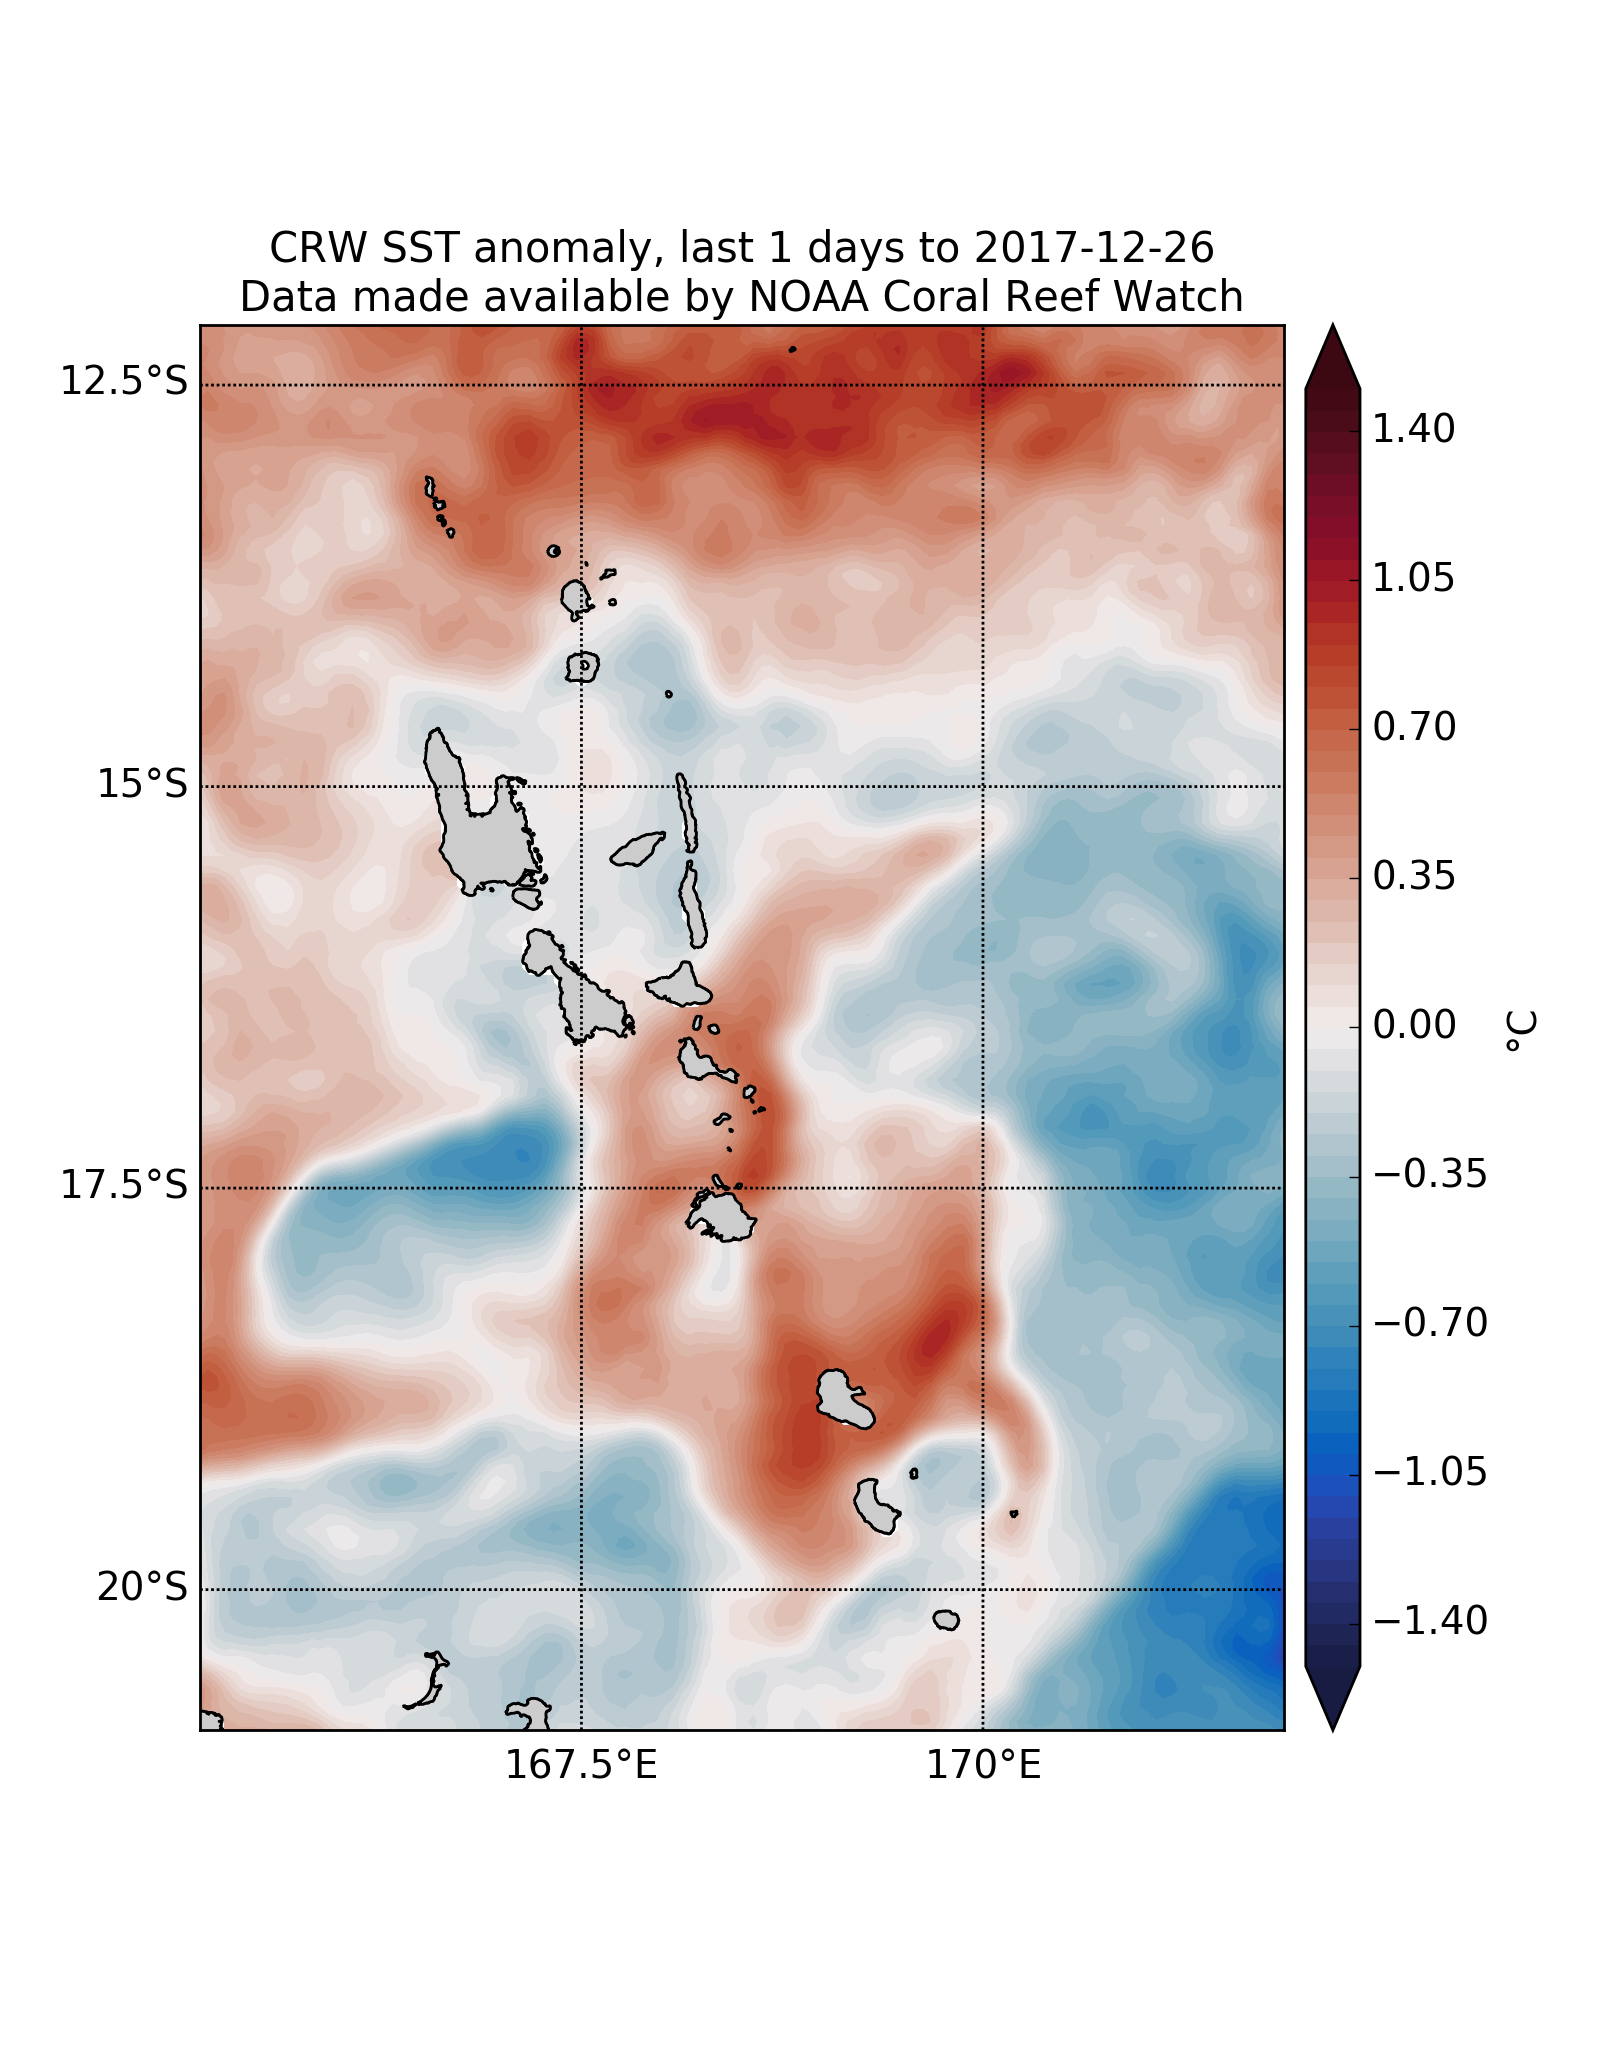 CRW SST anomaly, last 1 days to 2017-12-26
Data made available by NOAA Coral Reef Watch
12.5°S
15°S
17.5°S
20°S
167.5°E
170°E
1.40
1.05
0.70
0.35
0.00
−0.35
−0.70
−1.05
−1.40
°C